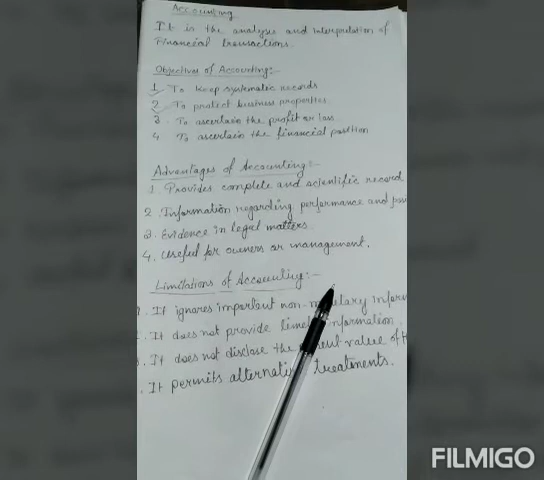 Accounting
It is the analysis and interpretation of
Financial transactions.
Objectives of Accounting:-
1 To keep systematic records
2 To protect business properties
3 To ascertain the profit or loss
4 To ascertain the financial position
Advantages of Accounting:-
1 Provides complete and scientific record
2. Information regarding performance and
3. Evidence in legal matters
4. Useful for owners or management.
Limitations of Accounting:-
It ignores important non-
It does not provide information
It does not disclose the value of
It permits treatments.
FILMIGO